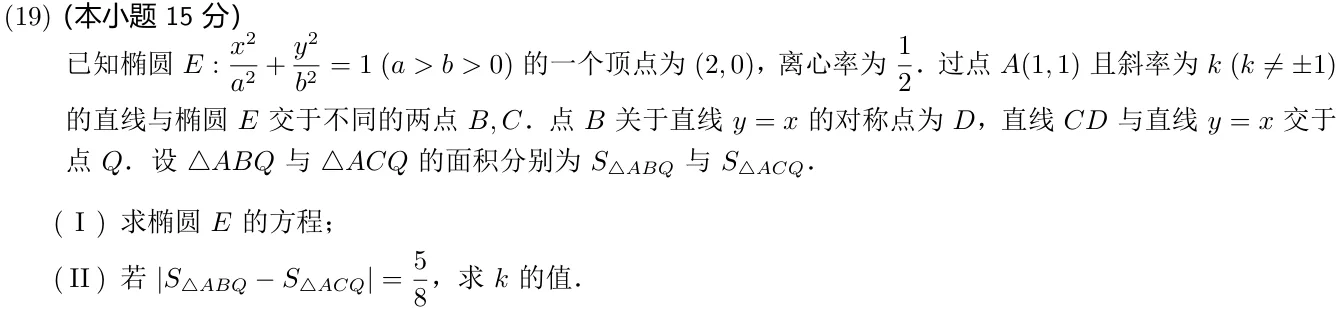 (19) (本小题 15 分)
已知椭圆 E : x²/a² + y²/b² = 1 (a > b > 0) 的一个顶点为 (2,0)，离心率为 1/2．过点 A(1,1) 且斜率为 k (k ≠ ±1)
的直线与椭圆 E 交于不同的两点 B,C．点 B 关于直线 y = x 的对称点为 D，直线 CD 与直线 y = x 交于
点 Q．设 △ABQ 与 △ACQ 的面积分别为 S△ABQ 与 S△ACQ．
( I ) 求椭圆 E 的方程；
( II ) 若 |S△ABQ − S△ACQ| = 5/8，求 k 的值．